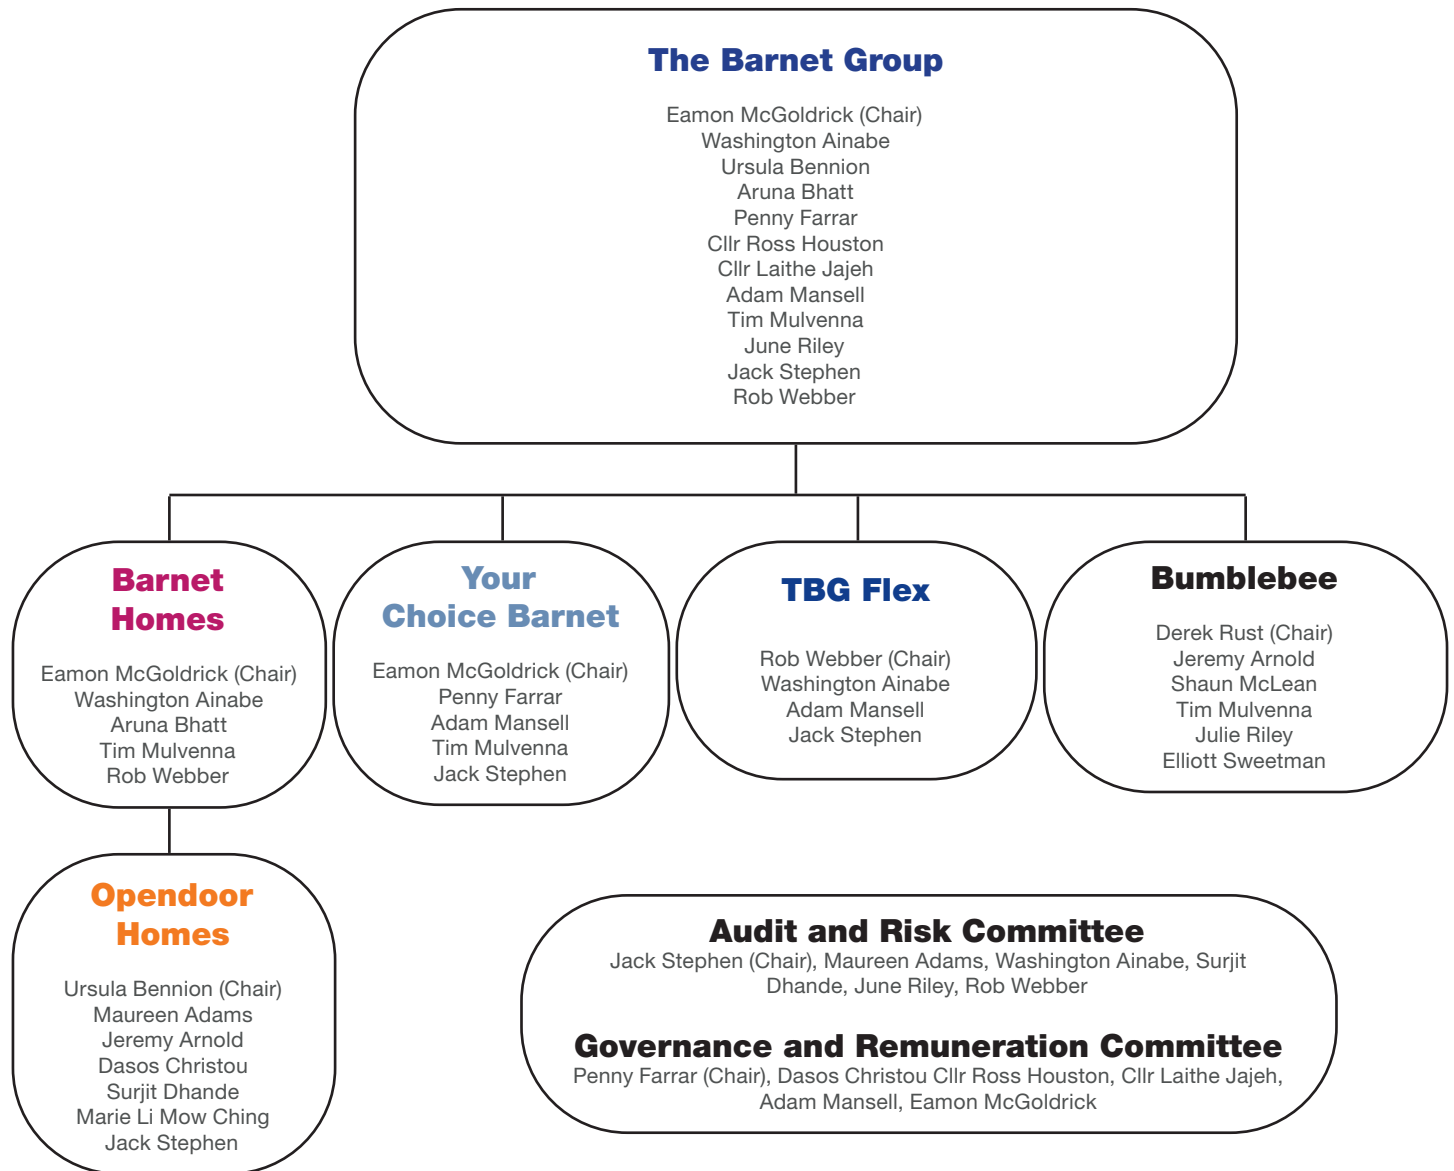 The Barnet Group
Eamon McGoldrick (Chair)
Washington Ainabe
Ursula Bennion
Aruna Bhatt
Penny Farrar
Cllr Ross Houston
Cllr Laithe Jajeh
Adam Mansell
Tim Mulvenna
June Riley
Jack Stephen
Rob Webber
Barnet
Homes
Eamon McGoldrick (Chair)
Washington Ainabe
Aruna Bhatt
Tim Mulvenna
Rob Webber
Your
Choice Barnet
Eamon McGoldrick (Chair)
Penny Farrar
Adam Mansell
Tim Mulvenna
Jack Stephen
TBG Flex
Rob Webber (Chair)
Washington Ainabe
Adam Mansell
Jack Stephen
Bumblebee
Derek Rust (Chair)
Jeremy Arnold
Shaun McLean
Tim Mulvenna
Julie Riley
Elliott Sweetman
Opendoor
Homes
Ursula Bennion (Chair)
Maureen Adams
Jeremy Arnold
Dasos Christou
Surjit Dhande
Marie Li Mow Ching
Jack Stephen
Audit and Risk Committee
Jack Stephen (Chair), Maureen Adams, Washington Ainabe, Surjit
Dhande, June Riley, Rob Webber
Governance and Remuneration Committee
Penny Farrar (Chair), Dasos Christou Cllr Ross Houston, Cllr Laithe Jajeh,
Adam Mansell, Eamon McGoldrick